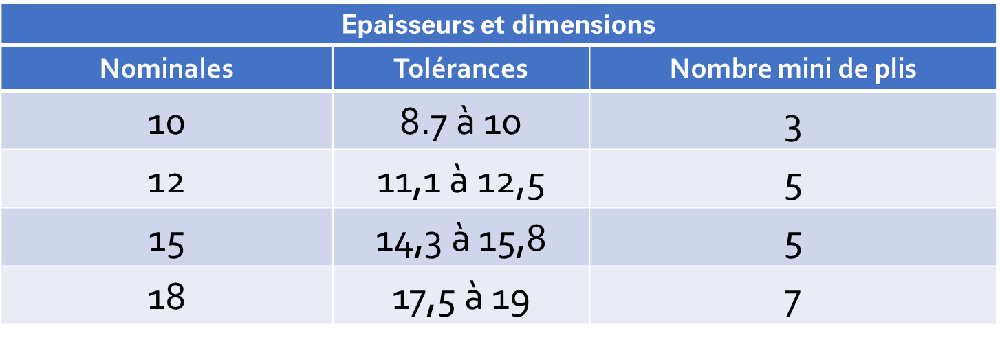 Epaisseurs et dimensions
Nominales Tolérances Nombre mini de plis
10 8.7 à 10 3
12 11,1 à 12,5 5
15 14,3 à 15,8 5
18 17,5 à 19 7